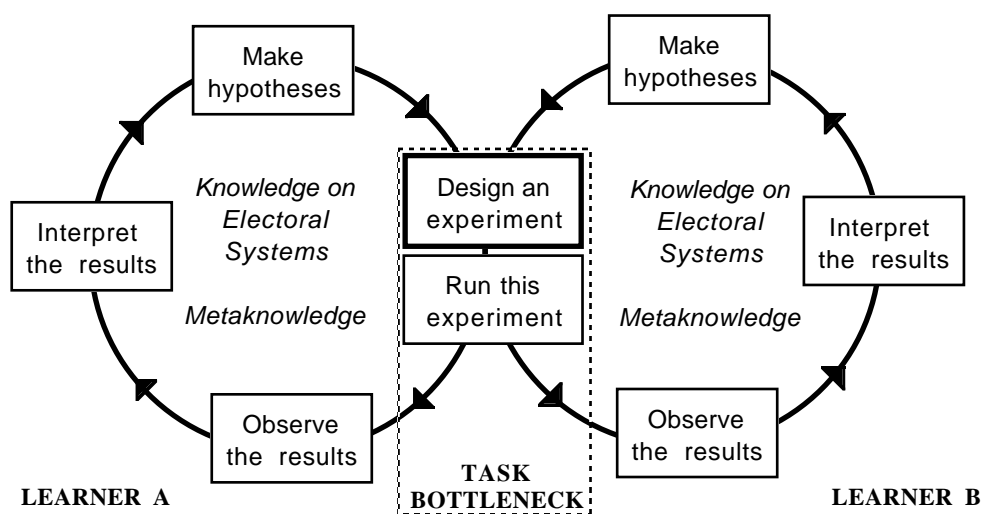 Make
hypotheses
Make
hypotheses
Design an
experiment
Knowledge on
Electoral
Systems
Knowledge on
Electoral
Systems
Interpret
the results
Interpret
the results
Run this
experiment
Metaknowledge
Metaknowledge
Observe
the results
Observe
the results
TASK
BOTTLENECK
LEARNER A
LEARNER B